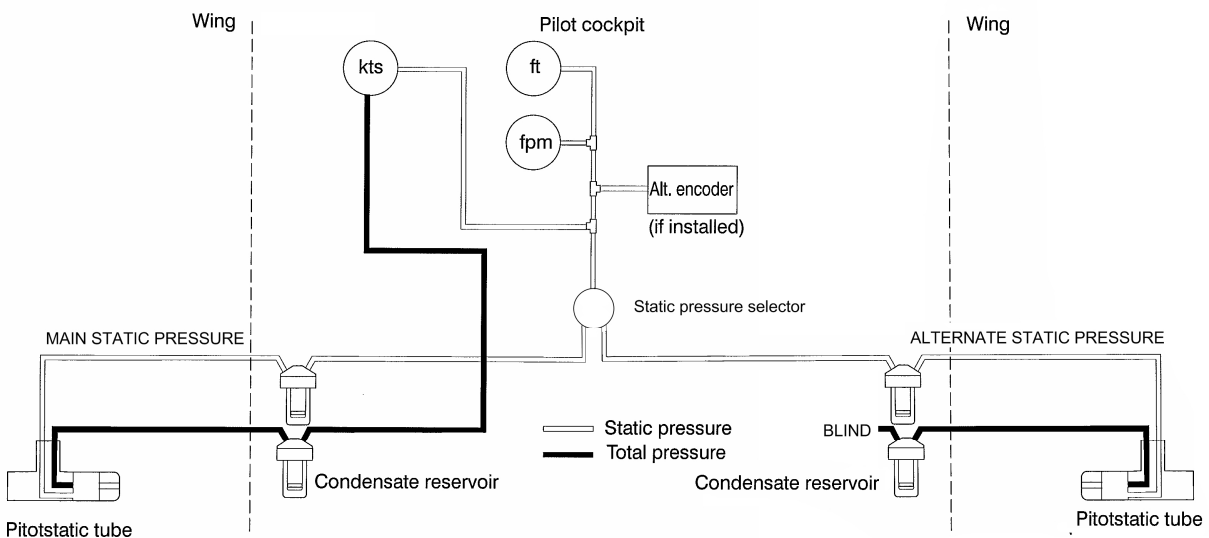 Wing
Pilot cockpit
Wing
kts
ft
fpm
Alt. encoder
(if installed)
Static pressure selector
MAIN STATIC PRESSURE
ALTERNATE STATIC PRESSURE
Static pressure
BLIND
Total pressure
Condensate reservoir
Condensate reservoir
Pitotstatic tube
Pitotstatic tube